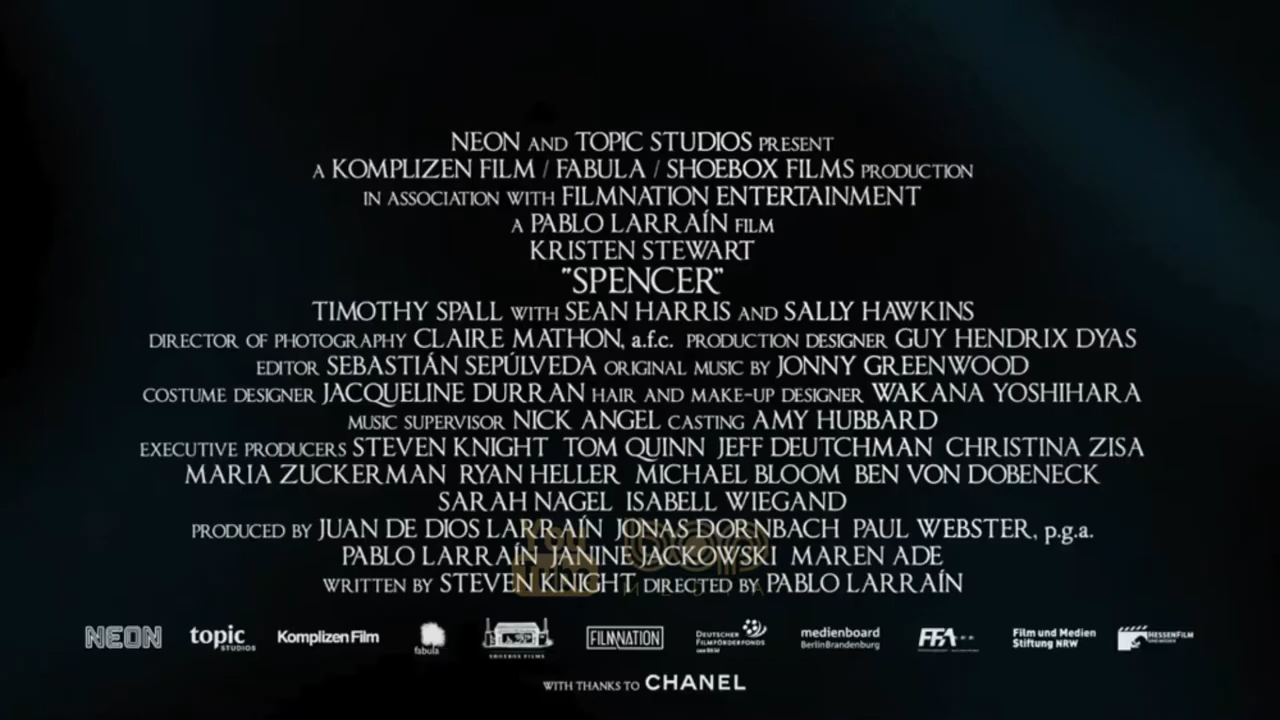 NEON AND TOPIC STUDIOS PRESENT
A KOMPLIZEN FILM / FABULA / SHOEBOX FILMS PRODUCTION
IN ASSOCIATION WITH FILMNATION ENTERTAINMENT
A PABLO LARRAÍN FILM
KRISTEN STEWART
"SPENCER"
TIMOTHY SPALL WITH SEAN HARRIS AND SALLY HAWKINS
DIRECTOR OF PHOTOGRAPHY CLAIRE MATHON, a.f.c. PRODUCTION DESIGNER GUY HENDRIX DYAS
EDITOR SEBASTIÁN SEPÚLVEDA ORIGINAL MUSIC BY JONNY GREENWOOD
COSTUME DESIGNER JACQUELINE DURRAN HAIR AND MAKE-UP DESIGNER WAKANA YOSHIHARA
MUSIC SUPERVISOR NICK ANGEL CASTING AMY HUBBARD
EXECUTIVE PRODUCERS STEVEN KNIGHT TOM QUINN JEFF DEUTCHMAN CHRISTINA ZISA
MARIA ZUCKERMAN RYAN HELLER MICHAEL BLOOM BEN VON DOBENECK
SARAH NAGEL ISABELL WIEGAND
PRODUCED BY JUAN DE DIOS LARRAÍN JONAS DORNBACH PAUL WEBSTER, p.g.a.
PABLO LARRAÍN JANINE JACKOWSKI MAREN ADE
WRITTEN BY STEVEN KNIGHT DIRECTED BY PABLO LARRAÍN
NEON topic STUDIOS Komplizen Film fabula SHOEBOX FILMS FILMNATION DEUTSCHER FILMFÖRDERFONDS medienboard BerlinBrandenburg FFA Film und Medien Stiftung NRW HESSENFILM
WITH THANKS TO CHANEL